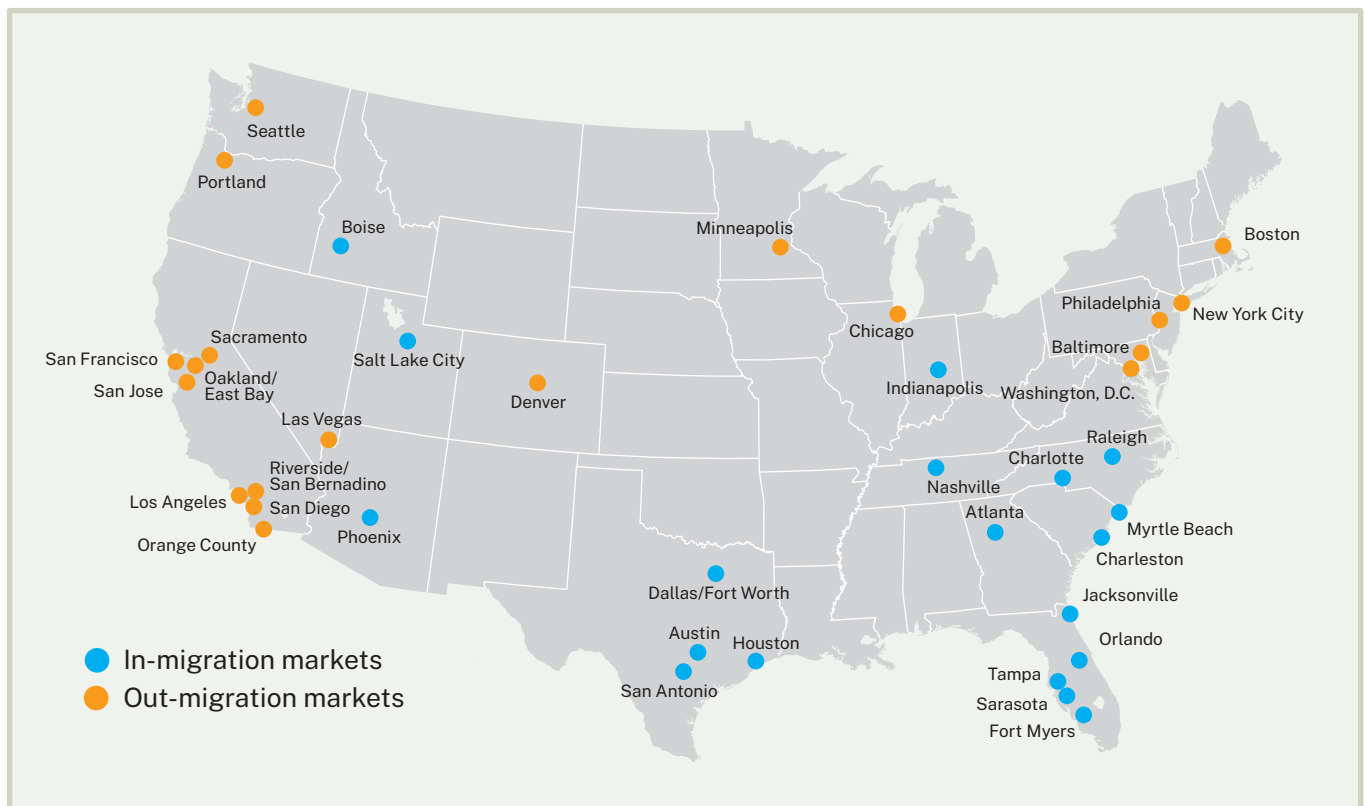 Seattle
Portland
Boise
Minneapolis
Boston
Philadelphia
New York City
Chicago
Baltimore
Sacramento
San Francisco
Salt Lake City
Oakland/
East Bay
San Jose
Indianapolis
Washington, D.C.
Denver
Las Vegas
Raleigh
Charlotte
Riverside/
San Bernadino
Nashville
Los Angeles
San Diego
Atlanta
Myrtle Beach
Phoenix
Orange County
Charleston
Dallas/Fort Worth
Jacksonville
Austin
Houston
Orlando
San Antonio
Tampa
Sarasota
Fort Myers
In-migration markets
Out-migration markets